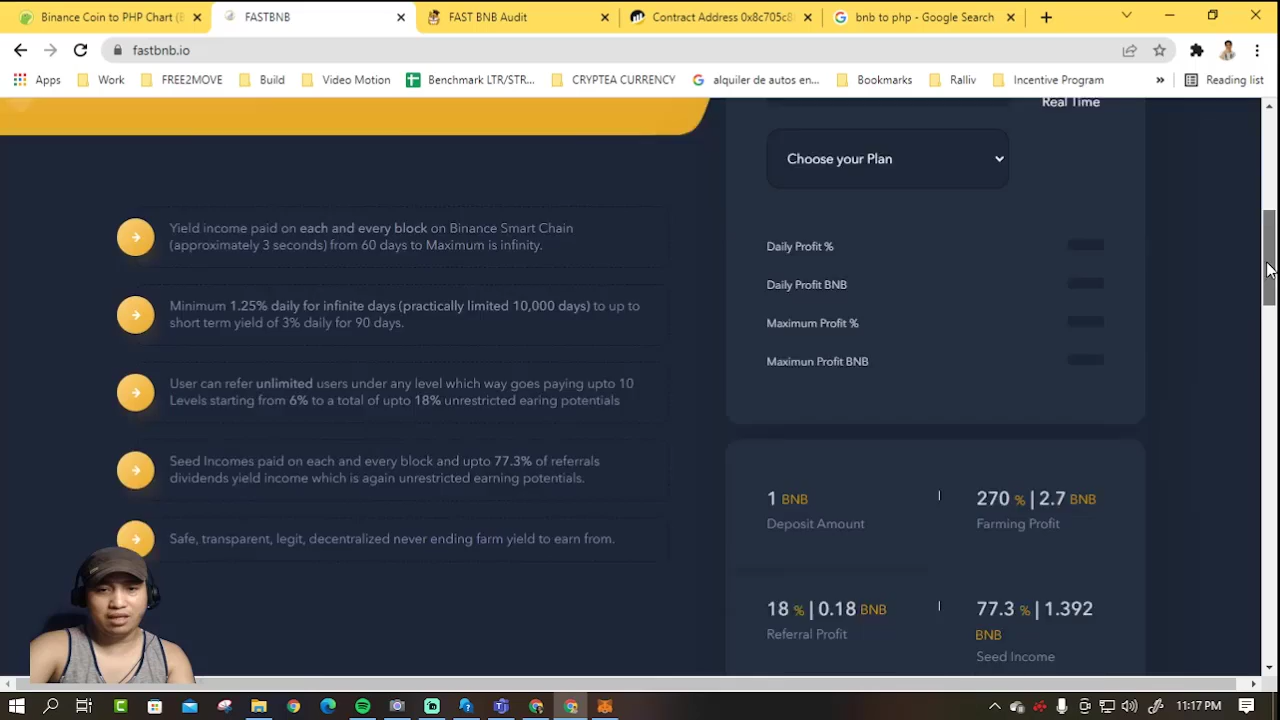 Binance Coin to PHP Chart (B
FASTBNB
FAST BNB Audit
Contract Address 0x8c705c8
bnb to php - Google Search
fastbnb.io
Apps
Work
FREE2MOVE
Build
Video Motion
Benchmark LTR/STR...
CRYPTEA CURRENCY
alquiler de autos en...
Bookmarks
Ralliv
Incentive Program
»
Reading list
Real Time
Choose your Plan
Yield income paid on each and every block on Binance Smart Chain
(approximately 3 seconds) from 60 days to Maximum is infinity.
Minimum 1.25% daily for infinite days (practically limited 10,000 days) to up to
short term yield of 3% daily for 90 days.
User can refer unlimited users under any level which way goes paying upto 10
Levels starting from 6% to a total of upto 18% unrestricted earing potentials
Seed Incomes paid on each and every block and upto 77.3% of referrals
dividends yield income which is again unrestricted earning potentials.
Safe, transparent, legit, decentralized never ending farm yield to earn from.
Daily Profit %
Daily Profit BNB
Maximum Profit %
Maximun Profit BNB
1 BNB
Deposit Amount
270 % | 2.7 BNB
Farming Profit
18 % | 0.18 BNB
Referral Profit
77.3 % | 1.392
BNB
Seed Income
11:17 PM